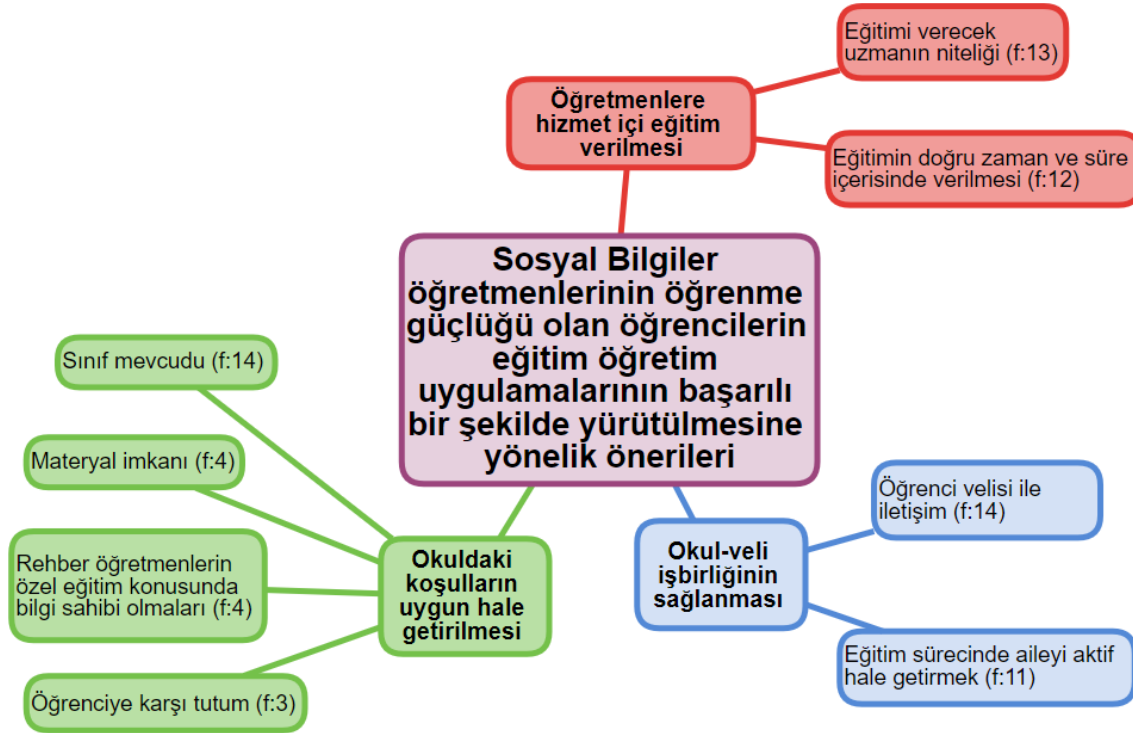 Eğitimi verecek
uzmanın niteliği (f:13)
Öğretmenlere
hizmet içi eğitim
verilmesi
Eğitimin doğru zaman ve süre
içerisinde verilmesi (f:12)
Sosyal Bilgiler
öğretmenlerinin öğrenme
güçlüğü olan öğrencilerin
eğitim öğretim
uygulamalarının başarılı
bir şekilde yürütülmesine
yönelik önerileri
Sınıf mevcudu (f:14)
Materyal imkanı (f:4)
Rehber öğretmenlerin
özel eğitim konusunda
bilgi sahibi olmaları (f:4)
Öğrenciye karşı tutum (f:3)
Okuldaki
koşulların
uygun hale
getirilmesi
Okul-veli
işbirliğinin
sağlanması
Öğrenci velisi ile
iletişim (f:14)
Eğitim sürecinde aileyi aktif
hale getirmek (f:11)